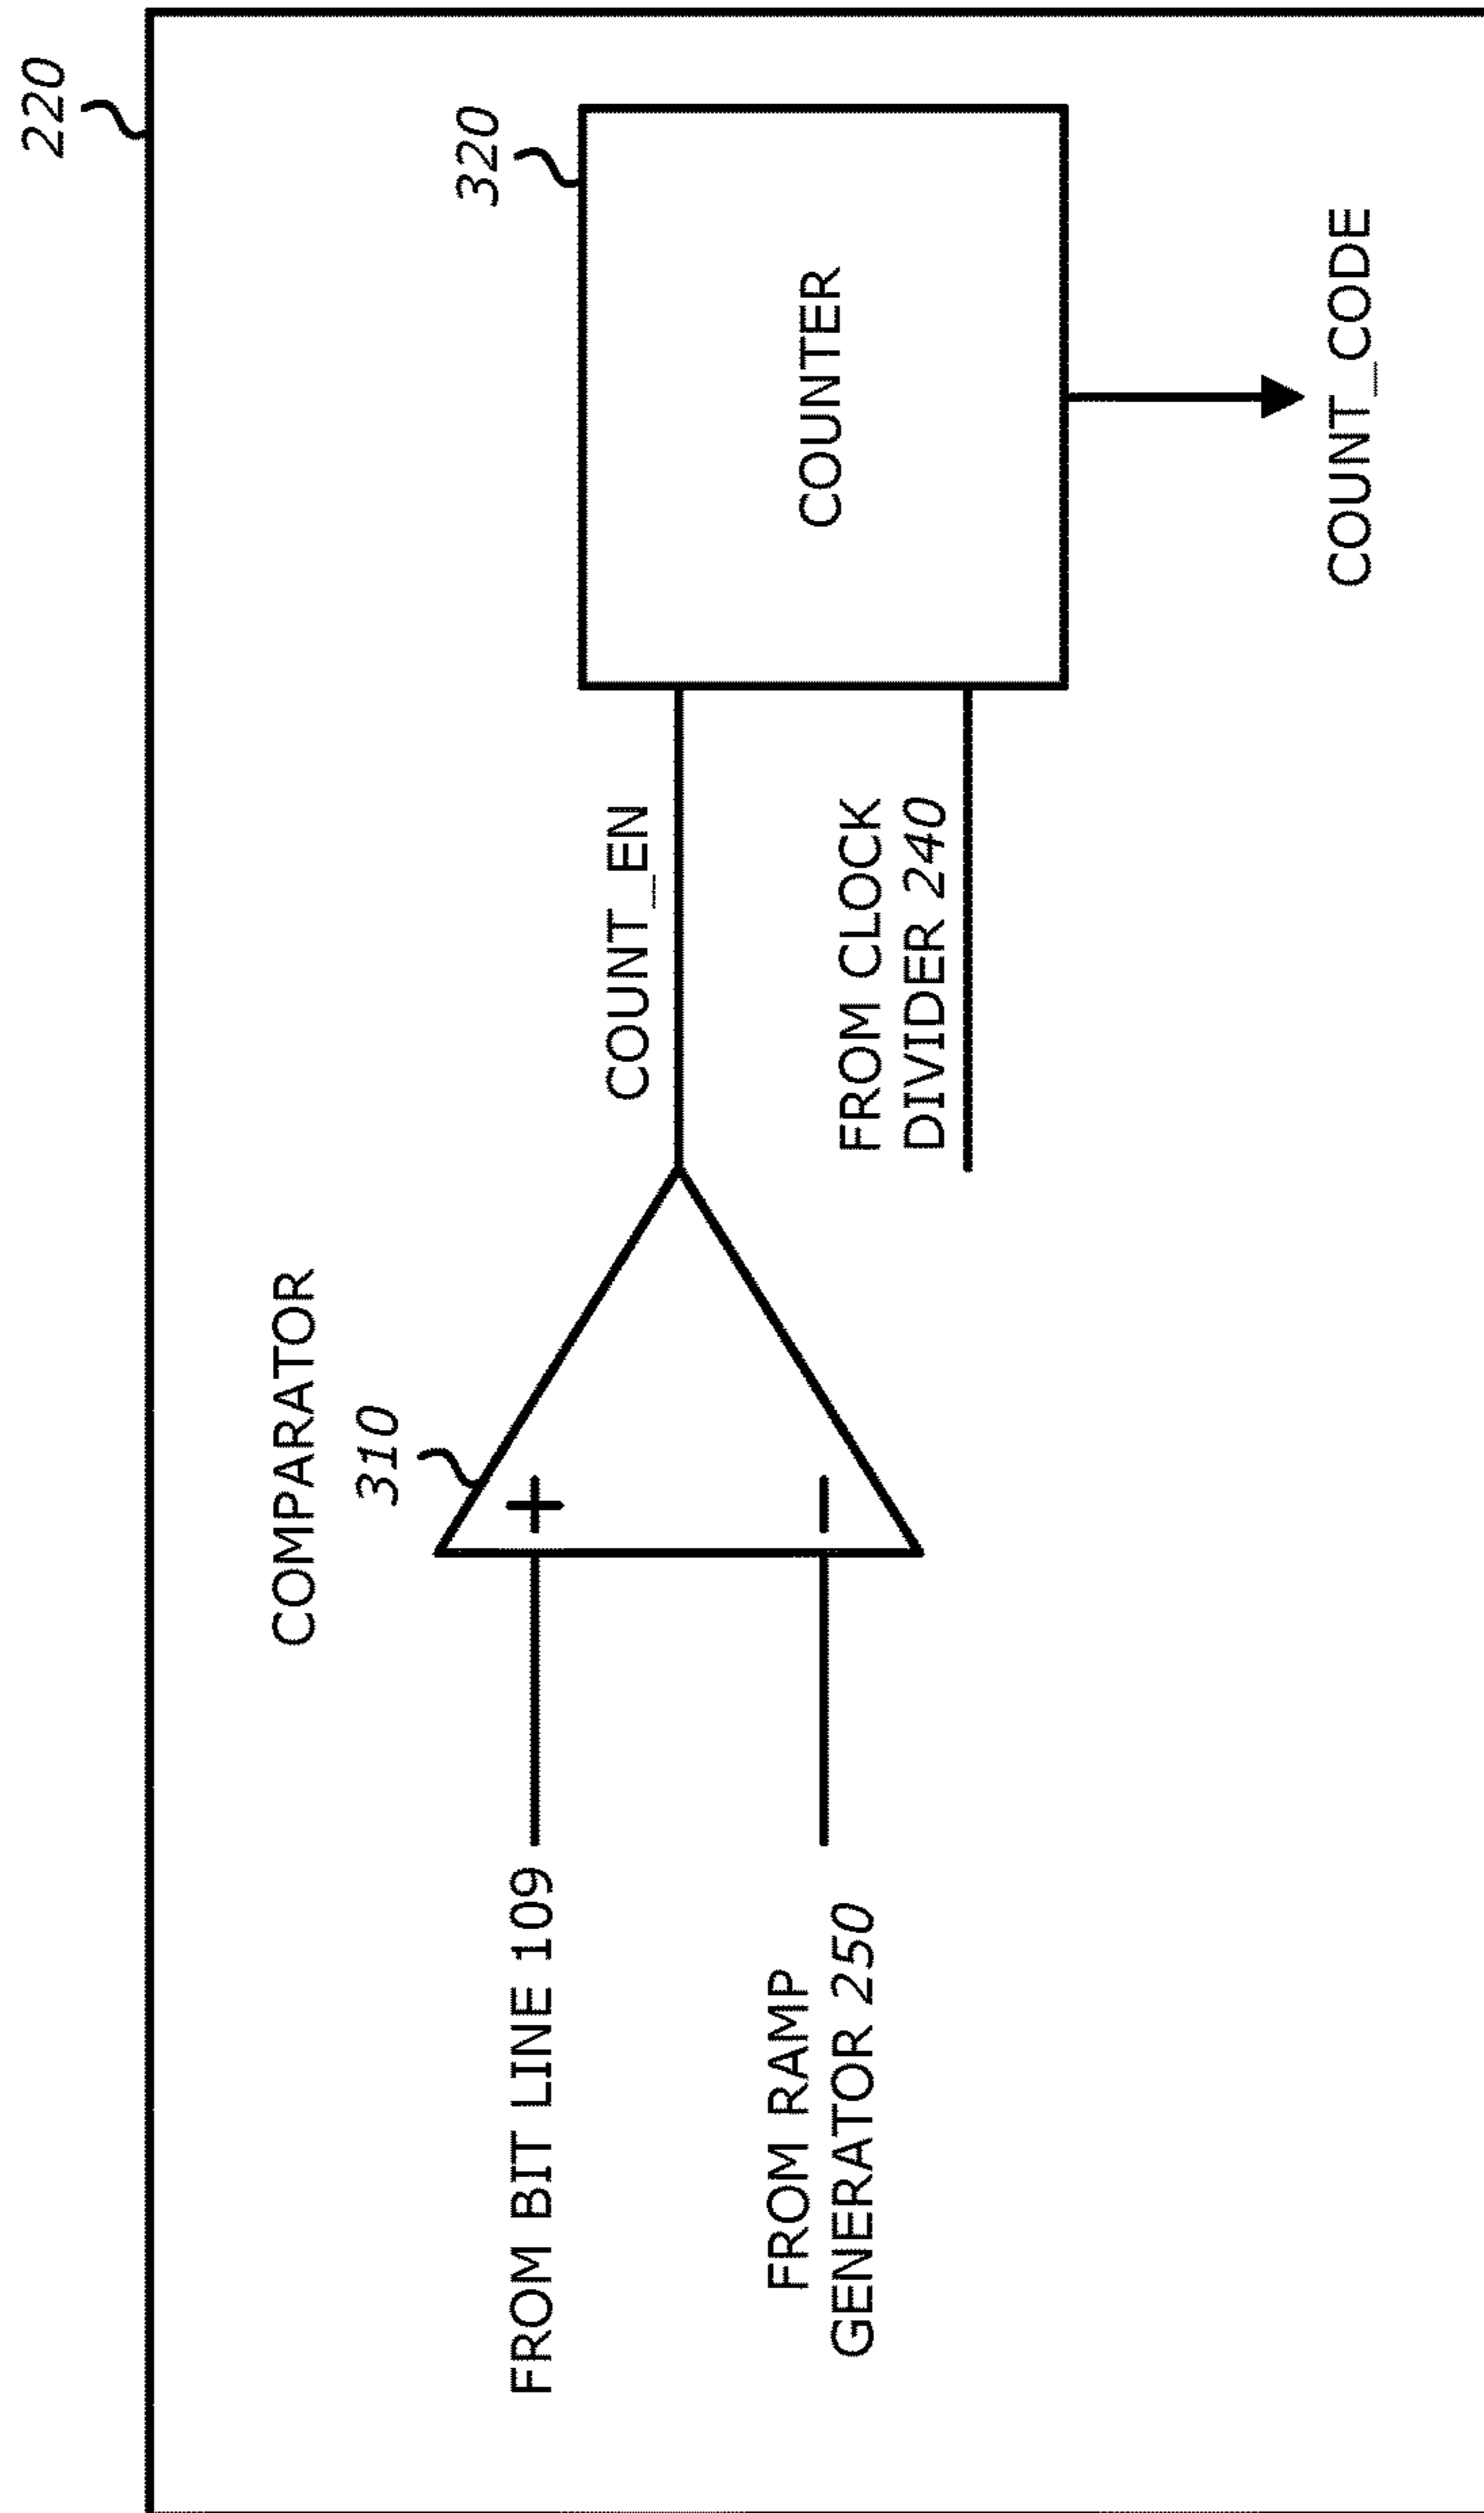 220
COMPARATOR
310
320
FROM BIT LINE 109
+
COUNT_EN
COUNTER
FROM RAMP
GENERATOR 250
−
FROM CLOCK
DIVIDER 240
COUNT_CODE